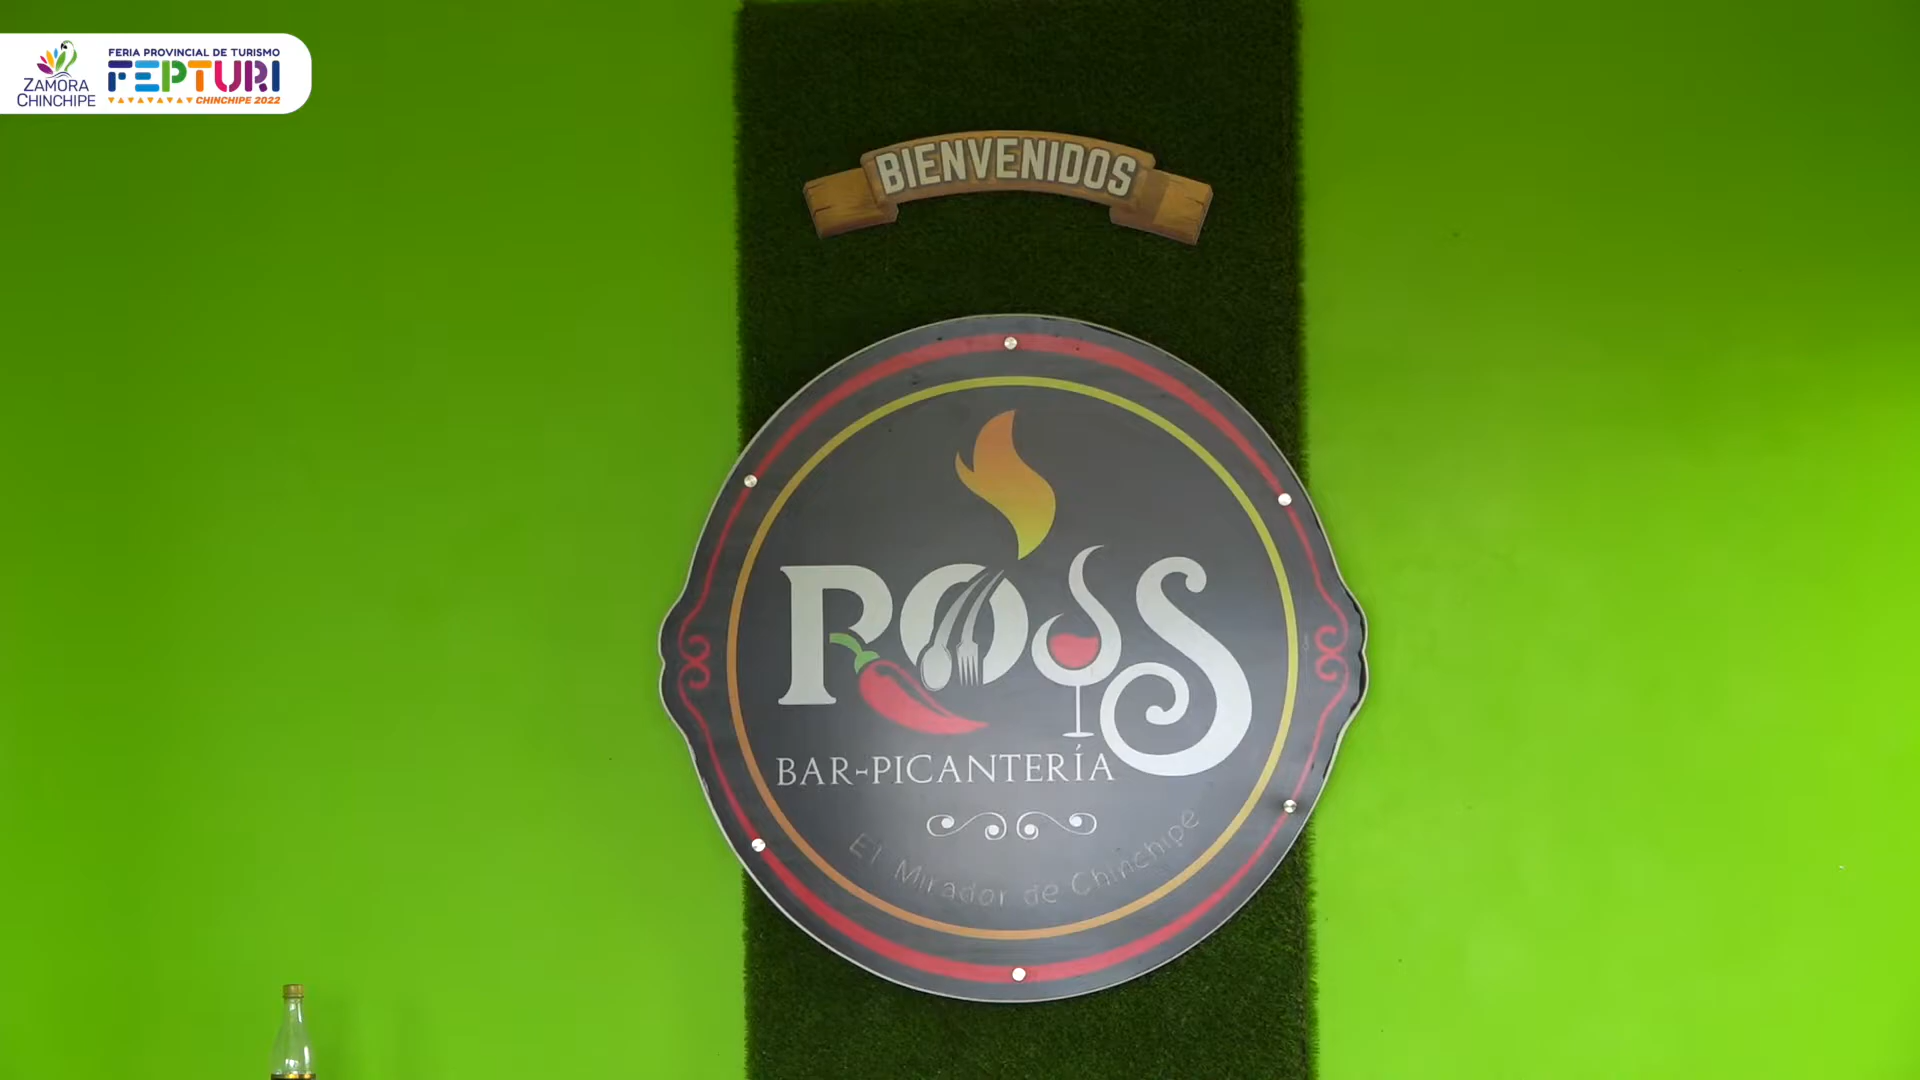 ZAMORA
CHINCHIPE
FERIA PROVINCIAL DE TURISMO
FEPTURI
CHINCHIPE 2022
BIENVENIDOS
ROSS
BAR-PICANTERÍA
El Mirador de Chinchipe